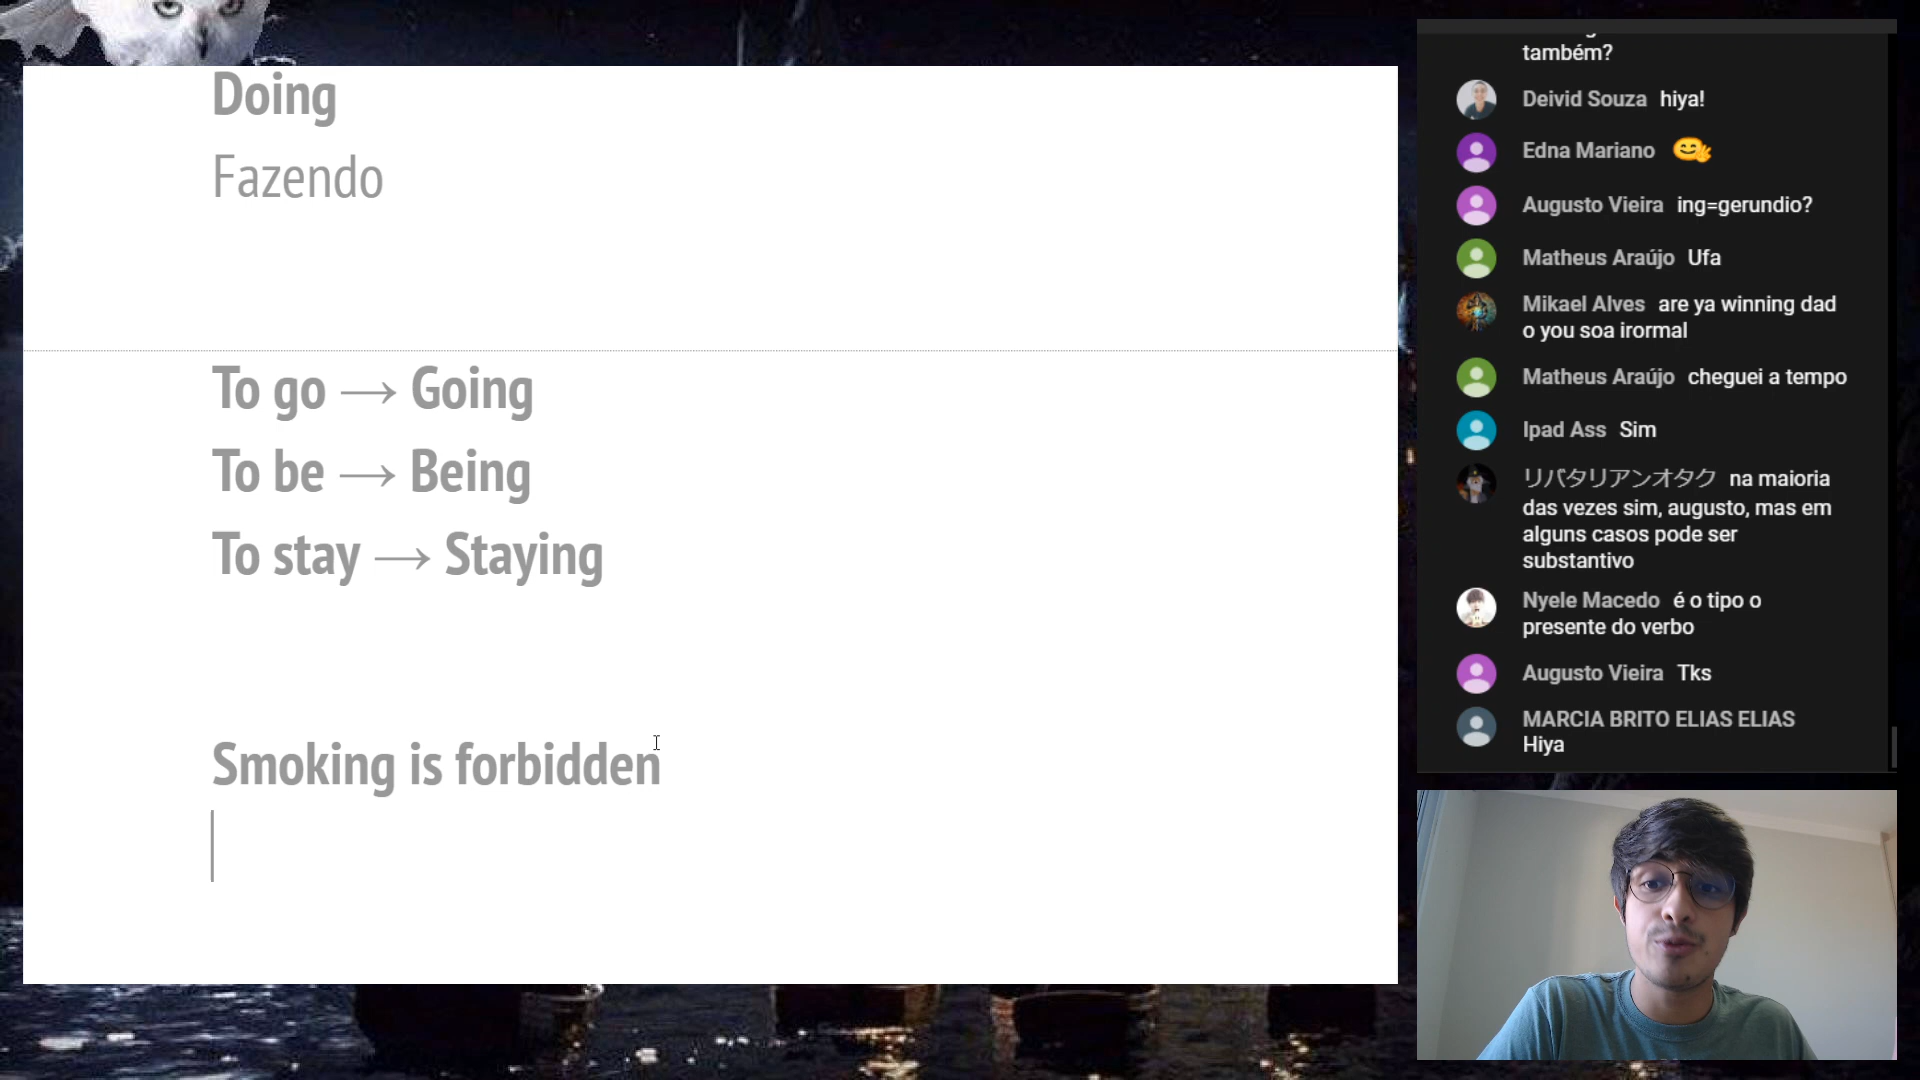 Doing
Fazendo
To go → Going
To be → Being
To stay → Staying
Smoking is forbidden
também?
Deivid Souza hiya!
Edna Mariano 😊👋
Augusto Vieira ing=gerundio?
Matheus Araújo Ufa
Mikael Alves are ya winning dad
o you soa irormal
Matheus Araújo cheguei a tempo
Ipad Ass Sim
リバタリアンオタク na maioria
das vezes sim, augusto, mas em
alguns casos pode ser
substantivo
Nyele Macedo é o tipo o
presente do verbo
Augusto Vieira Tks
MARCIA BRITO ELIAS ELIAS
Hiya